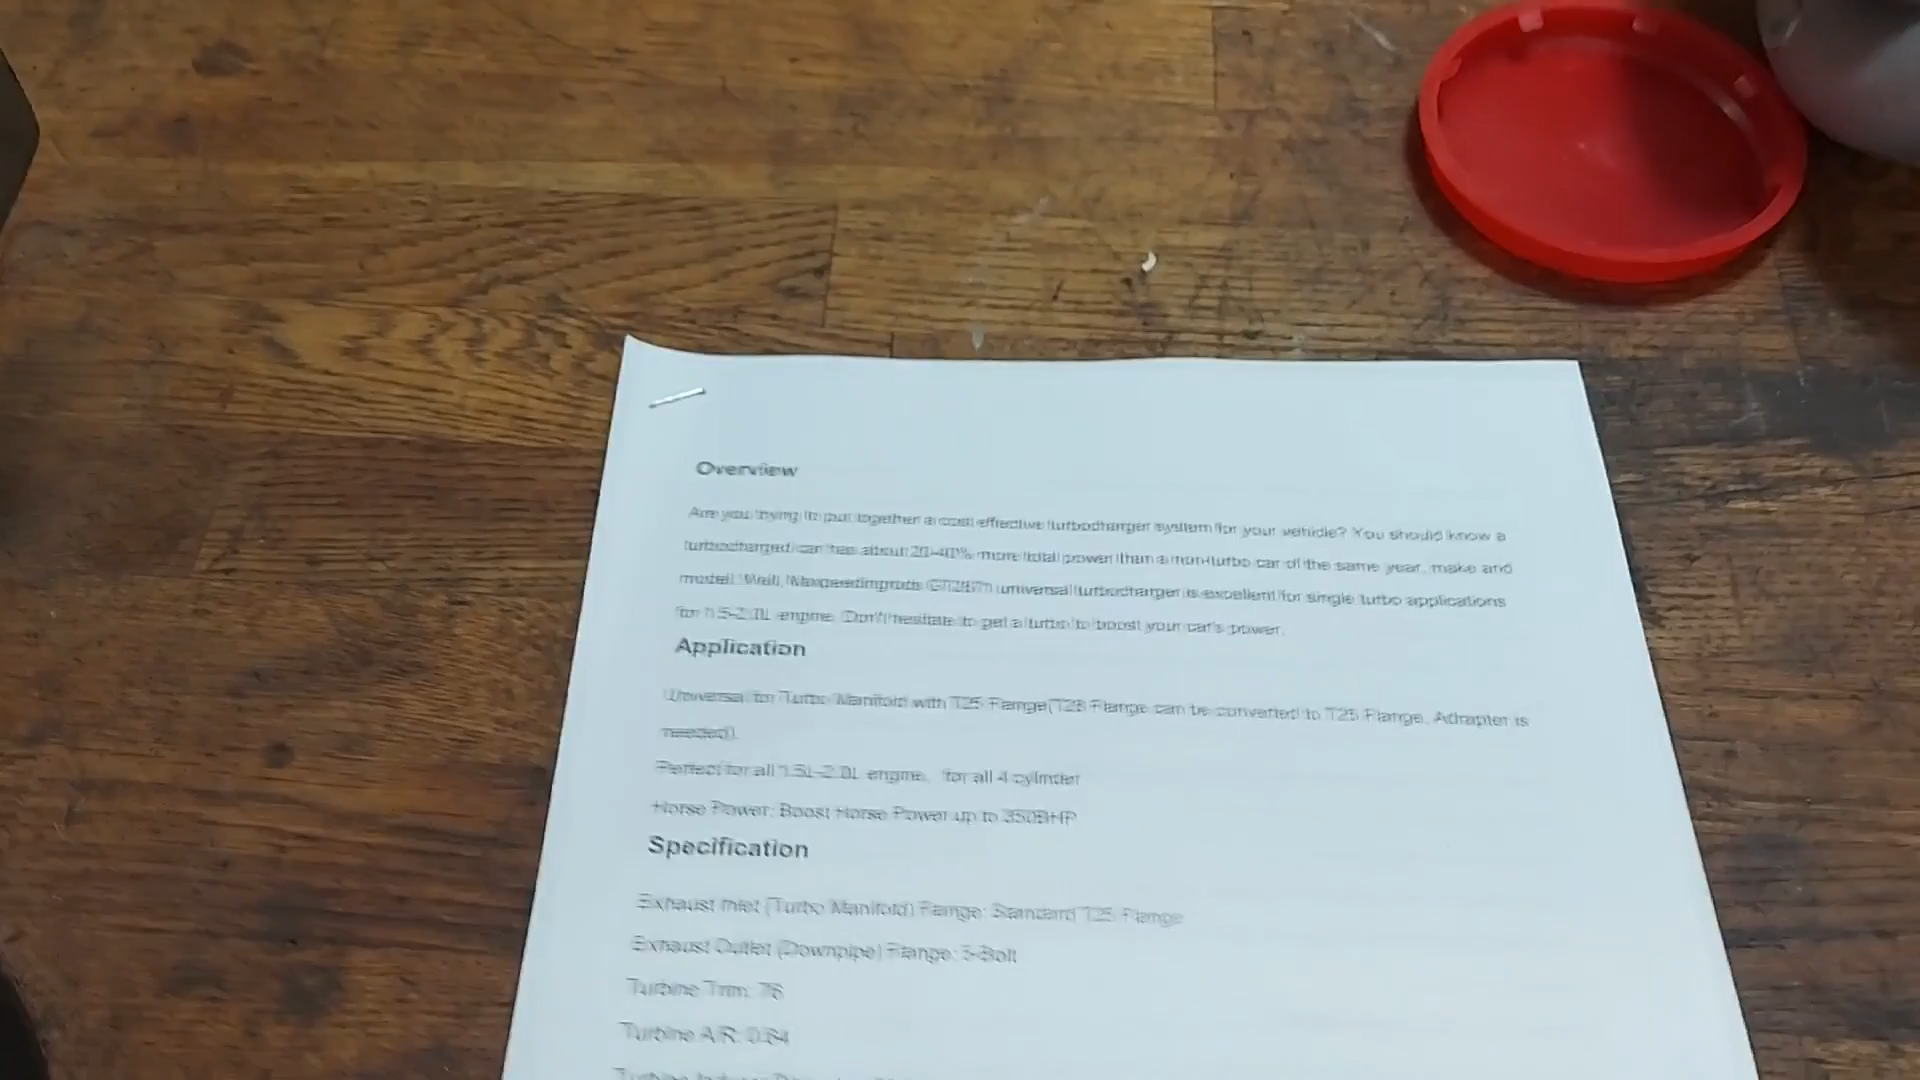 Overview
Are you trying to put together a cost effective turbocharger system for your vehicle? You should know a
turbocharged car has about 20-40% more total power than a non-turbo car of the same year, make and
model. Well, Maxpeedingrods universal turbocharger is excellent for single turbo applications
for 1.5-2.0L engine. Don't hesitate to get a turbo to boost your car's power.
Application
Universal for Turbo Manifold with T25 Flange(T28 Flange can be converted to T25 Flange, Adrapter is
needed).
Perfect for all 1.5L-2.0L engine, for all 4 cylinder
Horse Power: Boost Horse Power up to 350BHP
Specification
Exhaust Inlet (Turbo Manifold) Flange: Standard T25 Flange
Exhaust Outlet (Downpipe) Flange: 5-Bolt
Turbine Trim: 76
Turbine A/R: 0.64
Turbine